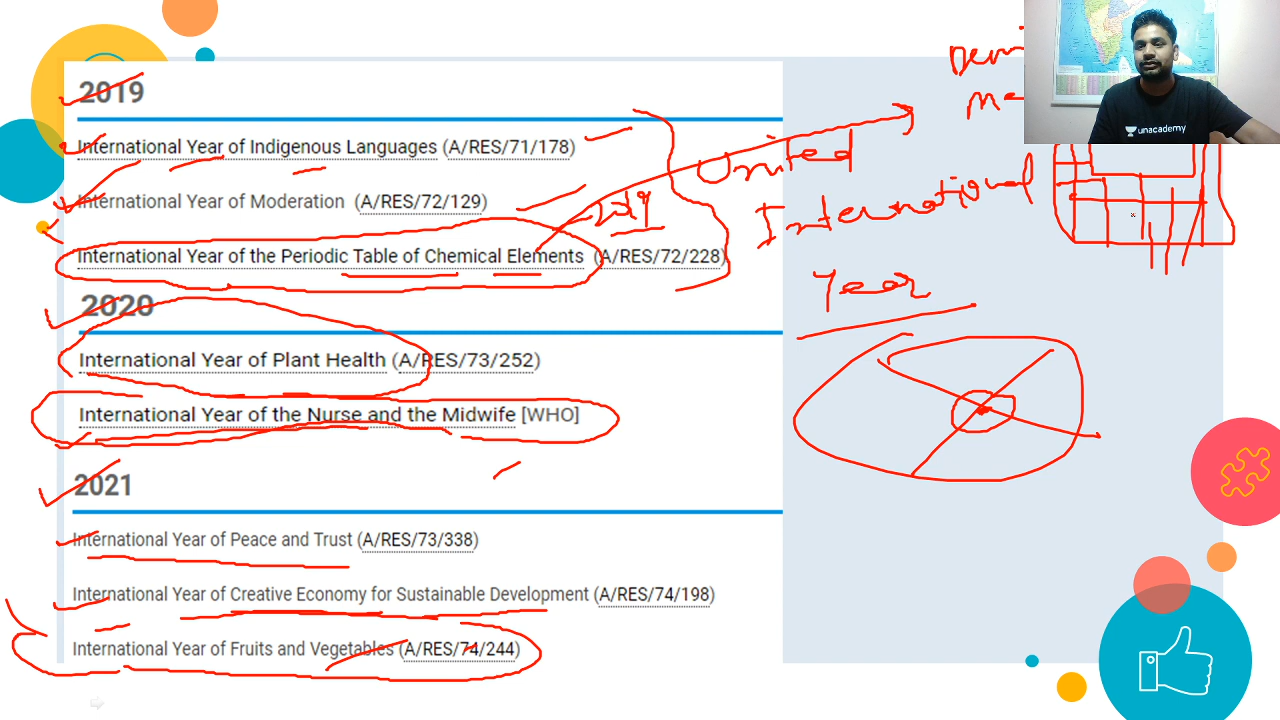 2019
International Year of Indigenous Languages (A/RES/71/178)
International Year of Moderation (A/RES/72/129)
International Year of the Periodic Table of Chemical Elements (A/RES/72/228)
2020
International Year of Plant Health (A/RES/73/252)
International Year of the Nurse and the Midwife [WHO]
2021
International Year of Peace and Trust (A/RES/73/338)
International Year of Creative Economy for Sustainable Development (A/RES/74/198)
International Year of Fruits and Vegetables (A/RES/74/244)
United
International
Year
unacademy